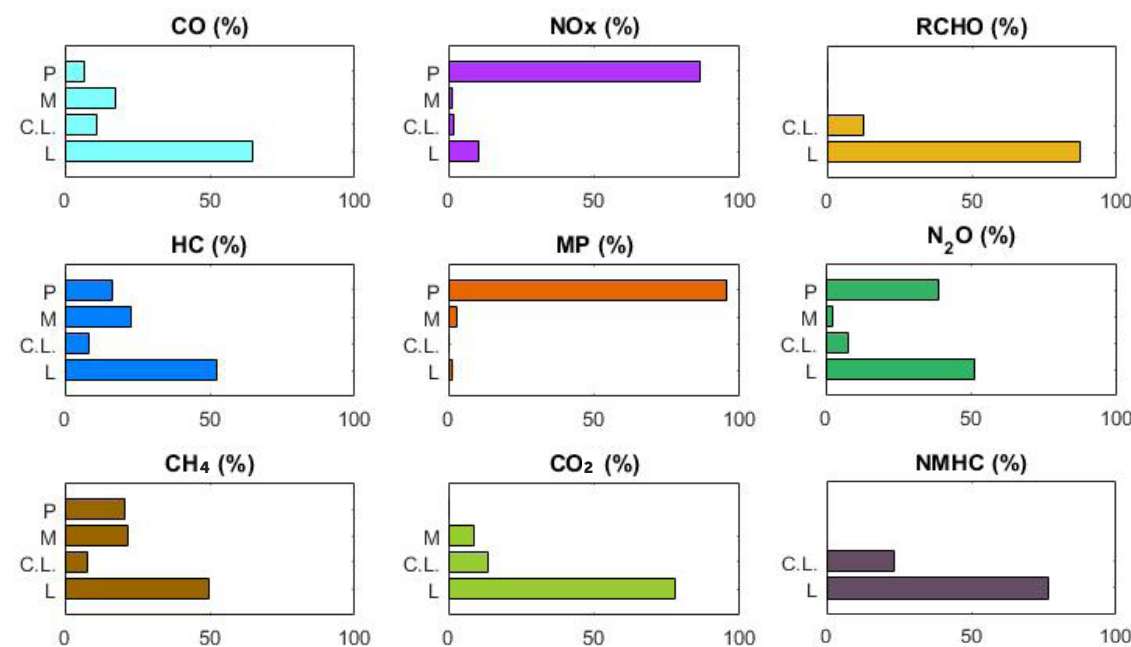 CO (%)
P
M
C.L.
L
0 50 100
NOx (%)
P
M
C.L.
L
0 50 100
RCHO (%)
C.L.
L
0 50 100
HC (%)
P
M
C.L.
L
0 50 100
MP (%)
P
M
C.L.
L
0 50 100
N₂O (%)
P
M
C.L.
L
0 50 100
CH₄ (%)
P
M
C.L.
L
0 50 100
CO₂ (%)
M
C.L.
L
0 50 100
NMHC (%)
C.L.
L
0 50 100